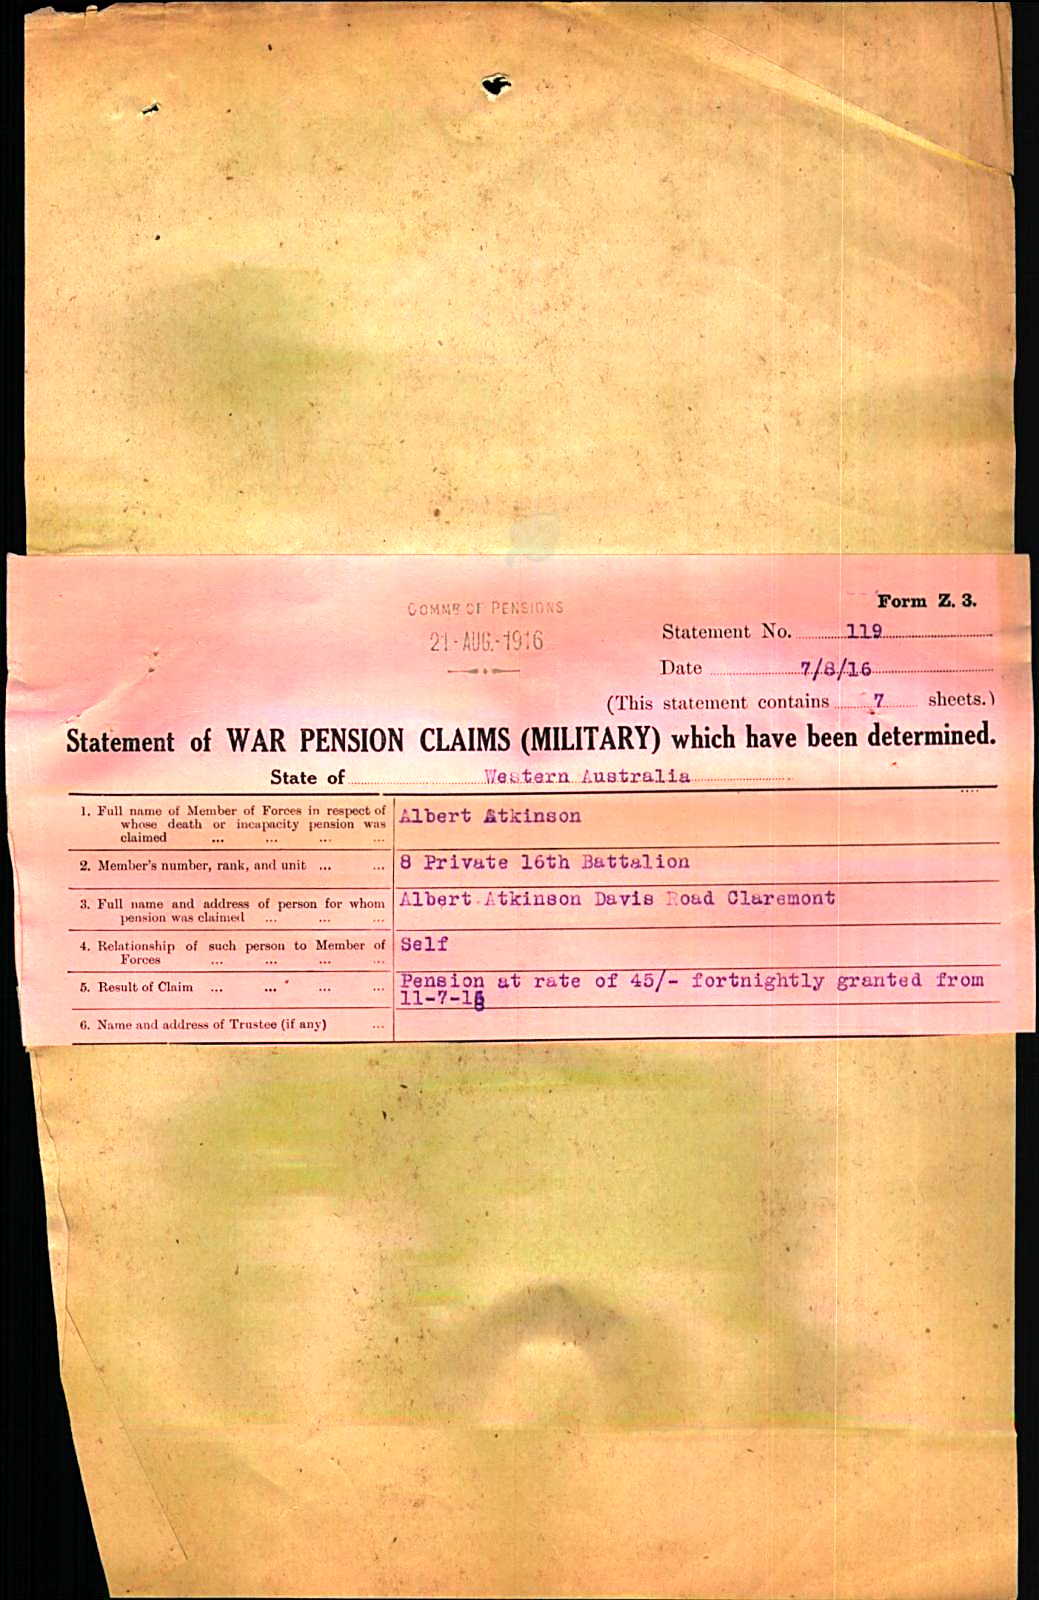 Form Z. 3.
COMMR OF PENSIONS
21-AUG.-1916
Statement No. 119
Date 7/8/16
(This statement contains 7 sheets.)
Statement of WAR PENSION CLAIMS (MILITARY) which have been determined.
State of Western Australia
1. Full name of Member of Forces in respect of
whose death or incapacity pension was
claimed ... ... ... ...
Albert Atkinson
2. Member's number, rank, and unit ... ...
8 Private 16th Battalion
3. Full name and address of person for whom
pension was claimed ... ... ...
Albert Atkinson Davis Road Claremont
4. Relationship of such person to Member of
Forces ... ... ... ...
Self
5. Result of Claim ... ... ... ...
Pension at rate of 45/- fortnightly granted from
11-7-16
6. Name and address of Trustee (if any) ...